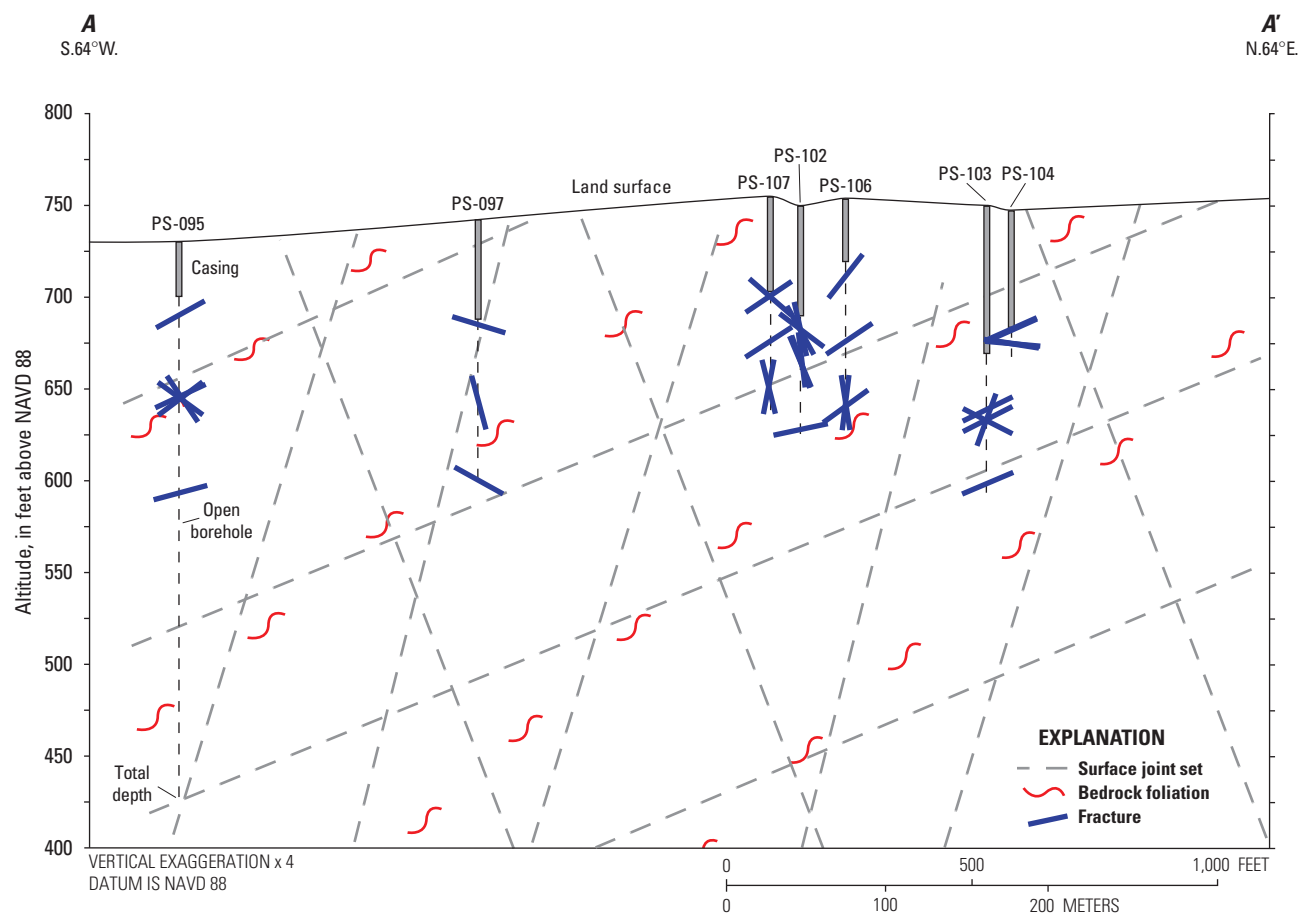 A
S.64°W.
A′
N.64°E.
800
750
700
650
600
550
500
450
400
Altitude, in feet above NAVD 88
PS-095
PS-097
Land surface
PS-107
PS-102
PS-106
PS-103
PS-104
Casing
Open
borehole
Total
depth
EXPLANATION
Surface joint set
Bedrock foliation
Fracture
VERTICAL EXAGGERATION x 4
DATUM IS NAVD 88
0 500 1,000 FEET
0 100 200 METERS